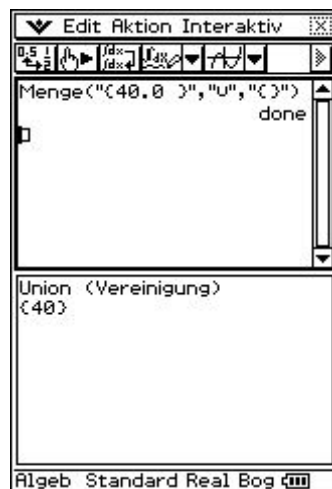 Edit Aktion Interaktiv
Menge("{40.0 }","∪","{}")
done
Union (Vereinigung)
{40}
Algeb Standard Real Bog